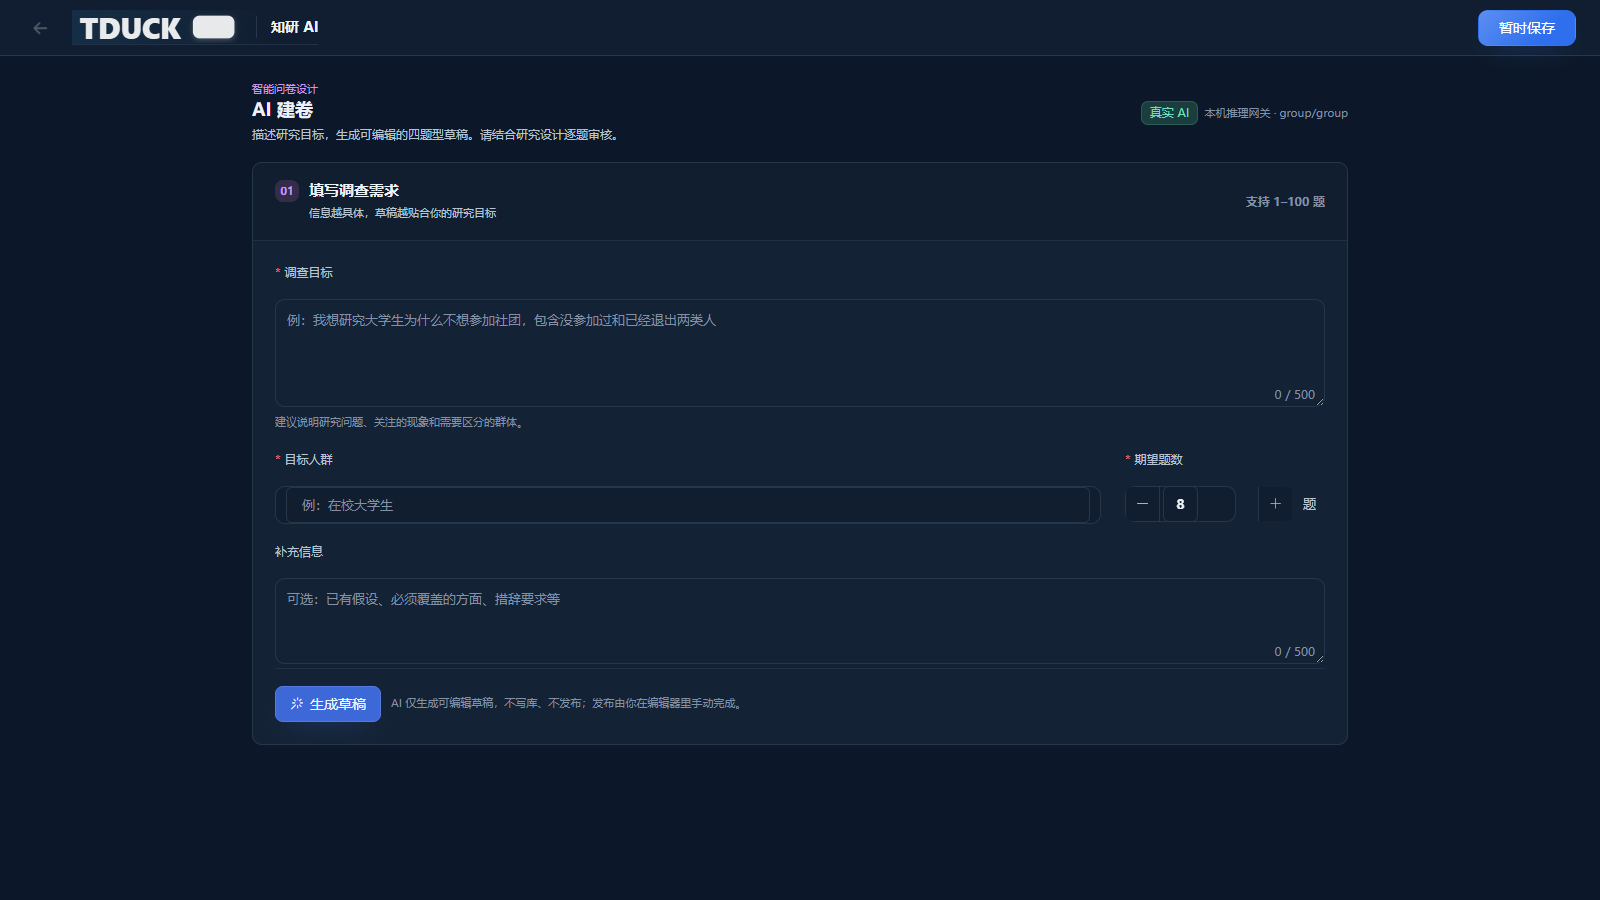 TDUCK
知研 AI
暂时保存
智能问卷设计
AI 建卷
描述研究目标，生成可编辑的四题型草稿。请结合研究设计逐题审核。
真实 AI
本机推理网关 · group/group
01
填写调查需求
信息越具体，草稿越贴合你的研究目标
支持 1–100 题
* 调查目标
例：我想研究大学生为什么不想参加社团，包含没参加过和已经退出两类人
0 / 500
建议说明研究问题、关注的现象和需要区分的群体。
* 目标人群
* 期望题数
例：在校大学生
8
题
补充信息
可选：已有假设、必须覆盖的方面、措辞要求等
0 / 500
生成草稿
AI 仅生成可编辑草稿，不写库、不发布；发布由你在编辑器里手动完成。